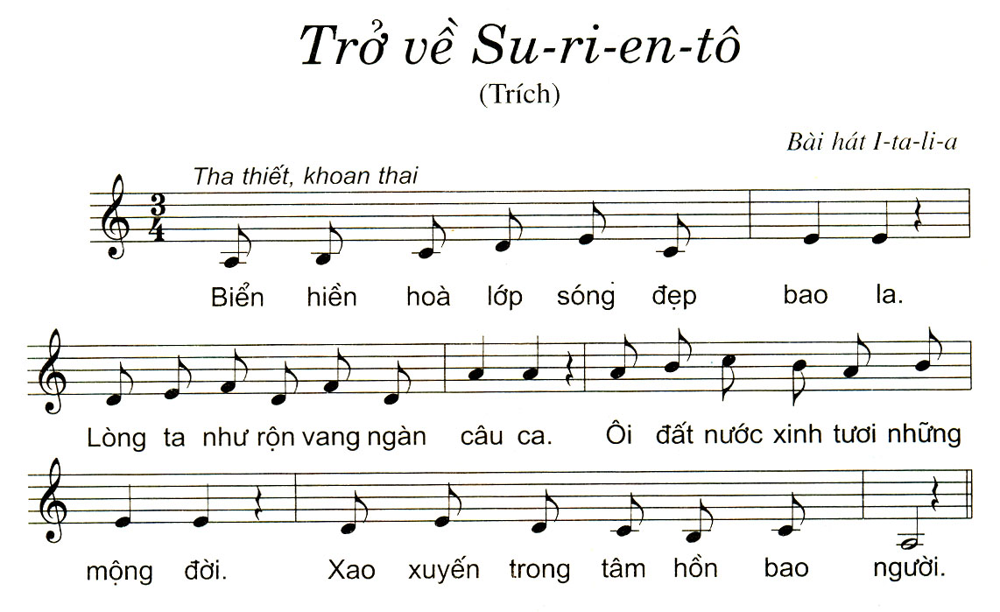 Trở về Su-ri-en-tô
(Trích)
Bài hát I-ta-li-a
Tha thiết, khoan thai
3
4
Biển hiền hoà lớp sóng đẹp bao la.
Lòng ta như rộn vang ngàn câu ca. Ôi đất nước xinh tươi những
mộng đời. Xao xuyến trong tâm hồn bao người.